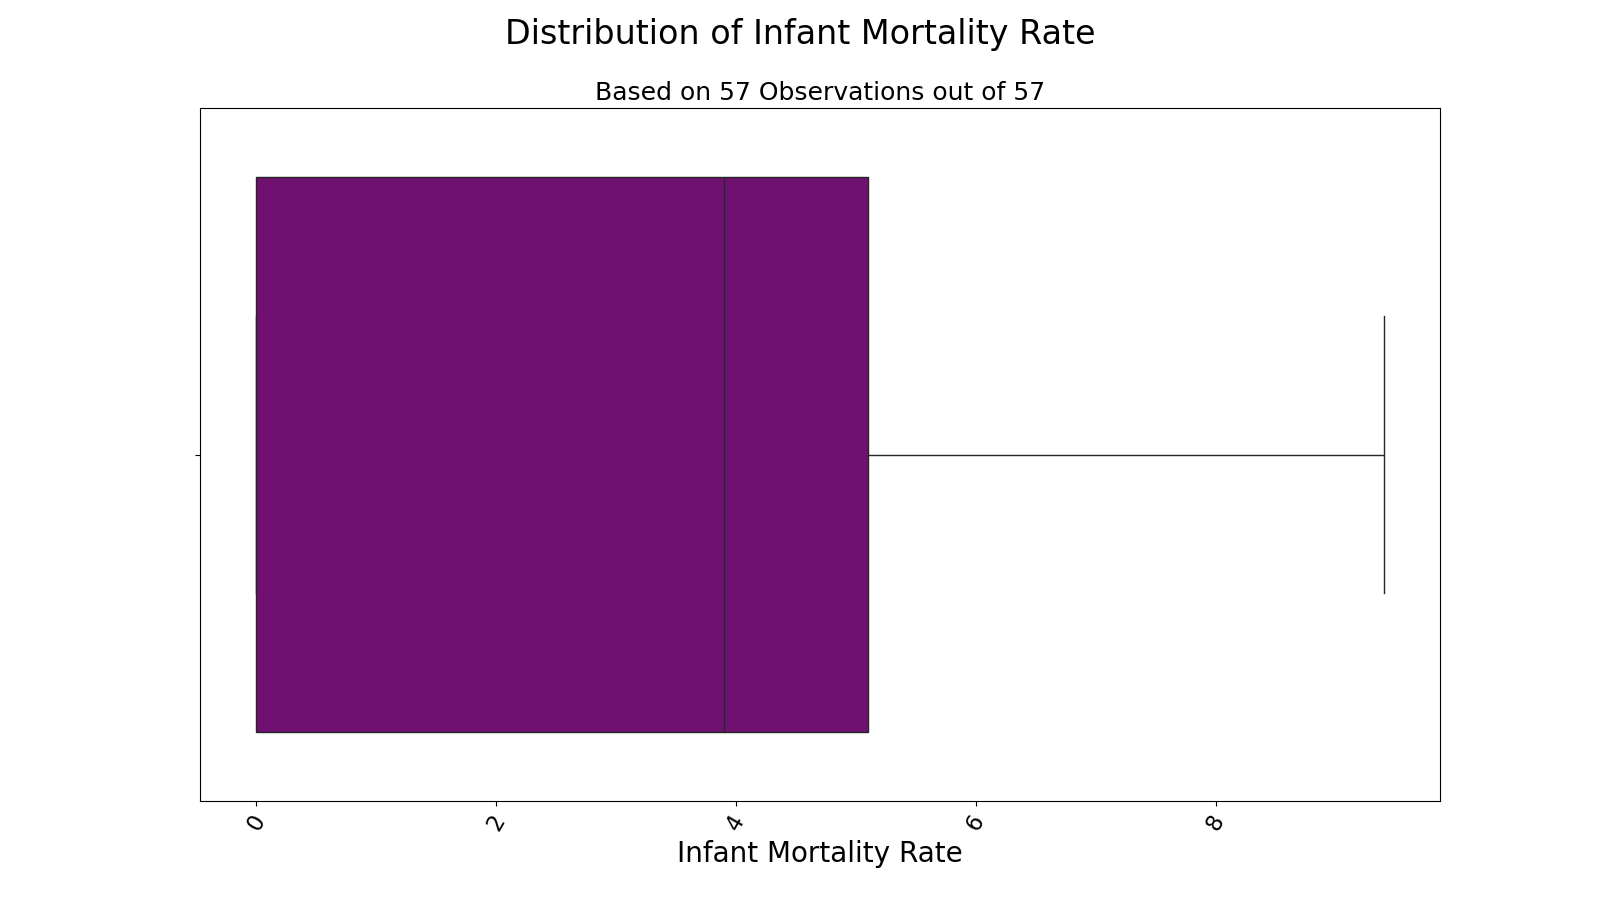 Distribution of Infant Mortality Rate
Based on 57 Observations out of 57
0
2
4
6
8
Infant Mortality Rate